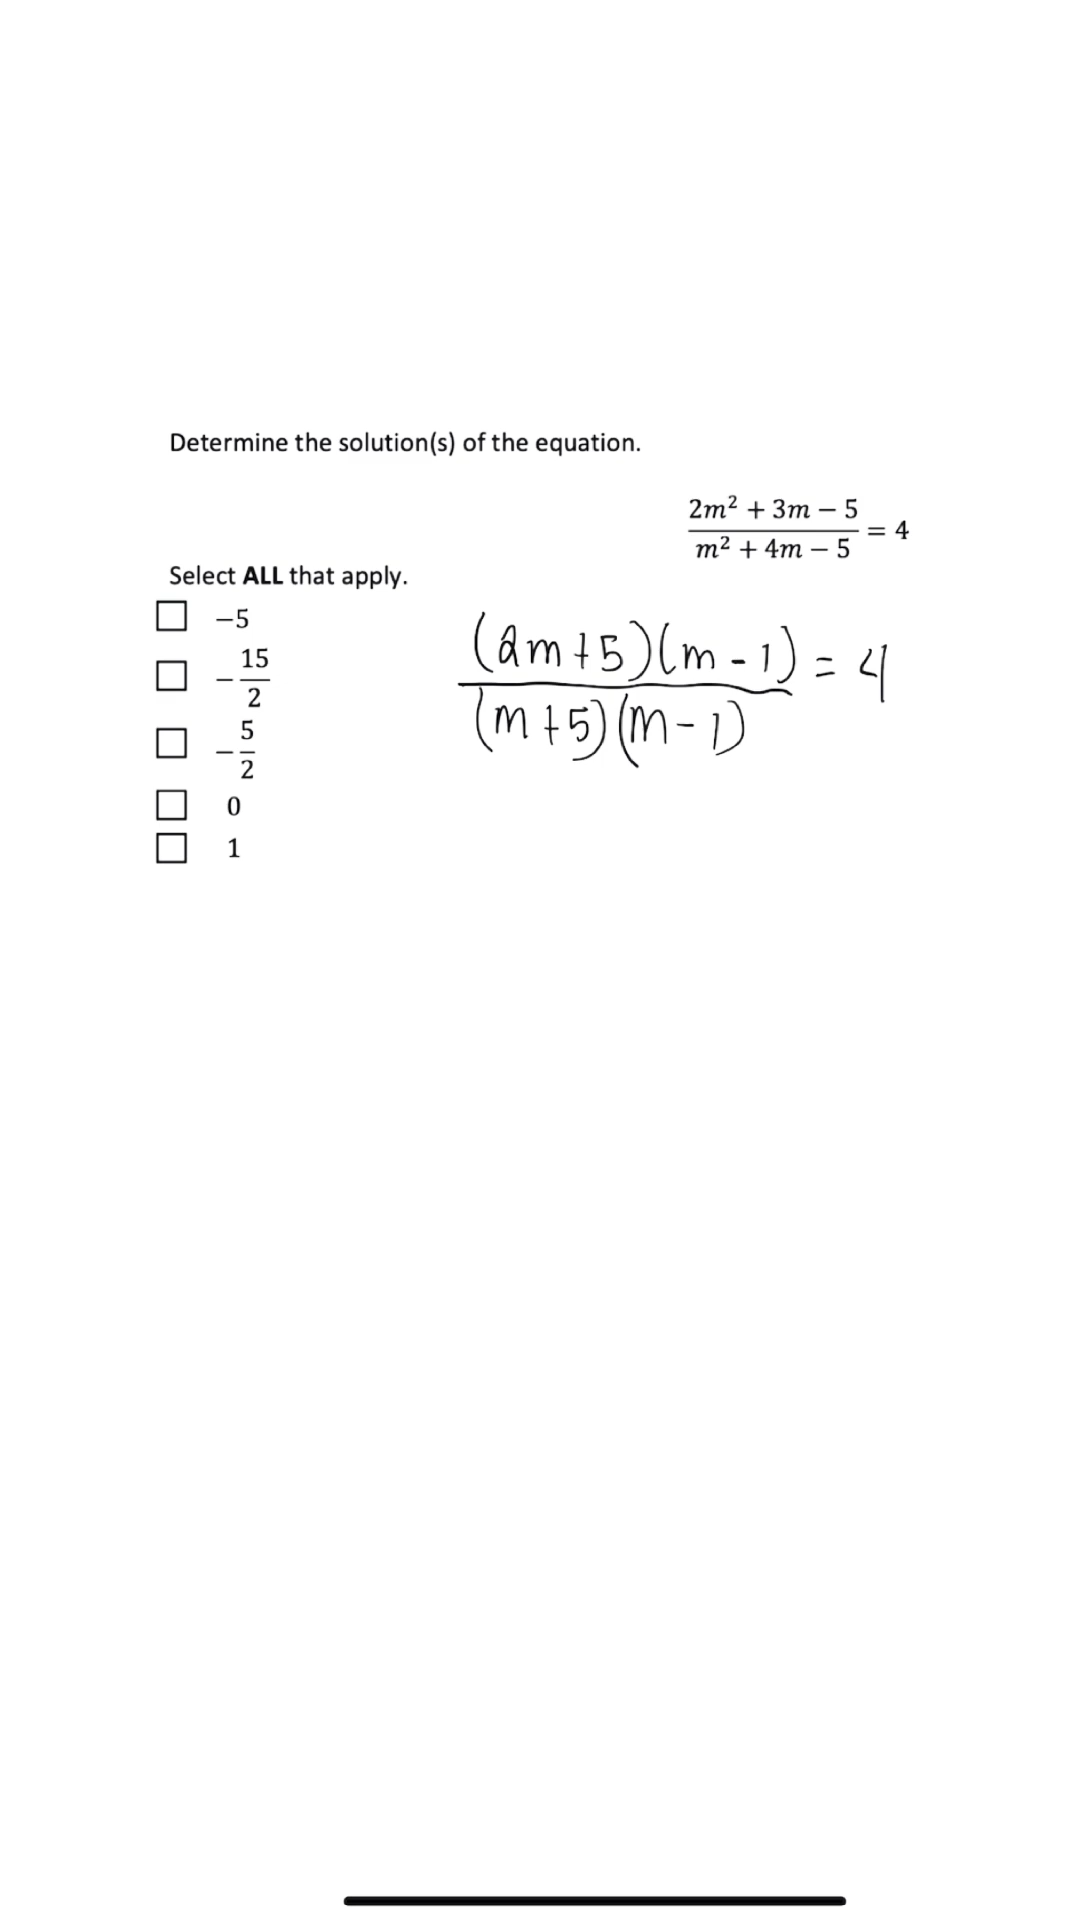 Determine the solution(s) of the equation.
2m² + 3m − 5
m² + 4m − 5
= 4
Select ALL that apply.
−5
−15/2
−5/2
0
1
(2m+5)(m-1)
(m+5)(m-1)
= 4